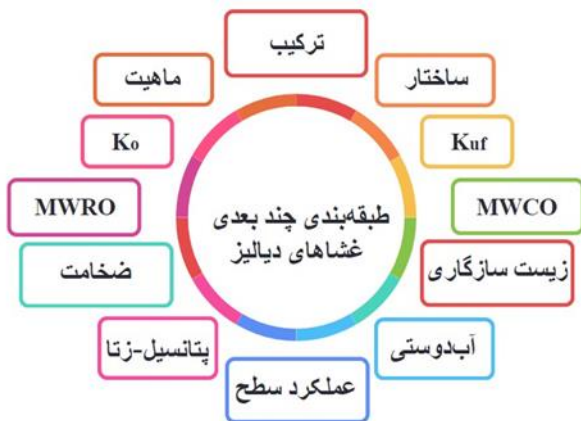 ترکیب
ساختار
Kuf
MWCO
زیست سازگاری
آب‌دوستی
عملکرد سطح
پتانسیل-زتا
ضخامت
MWRO
K₀
ماهیت
طبقه‌بندی چند بعدی
غشاهای دیالیز